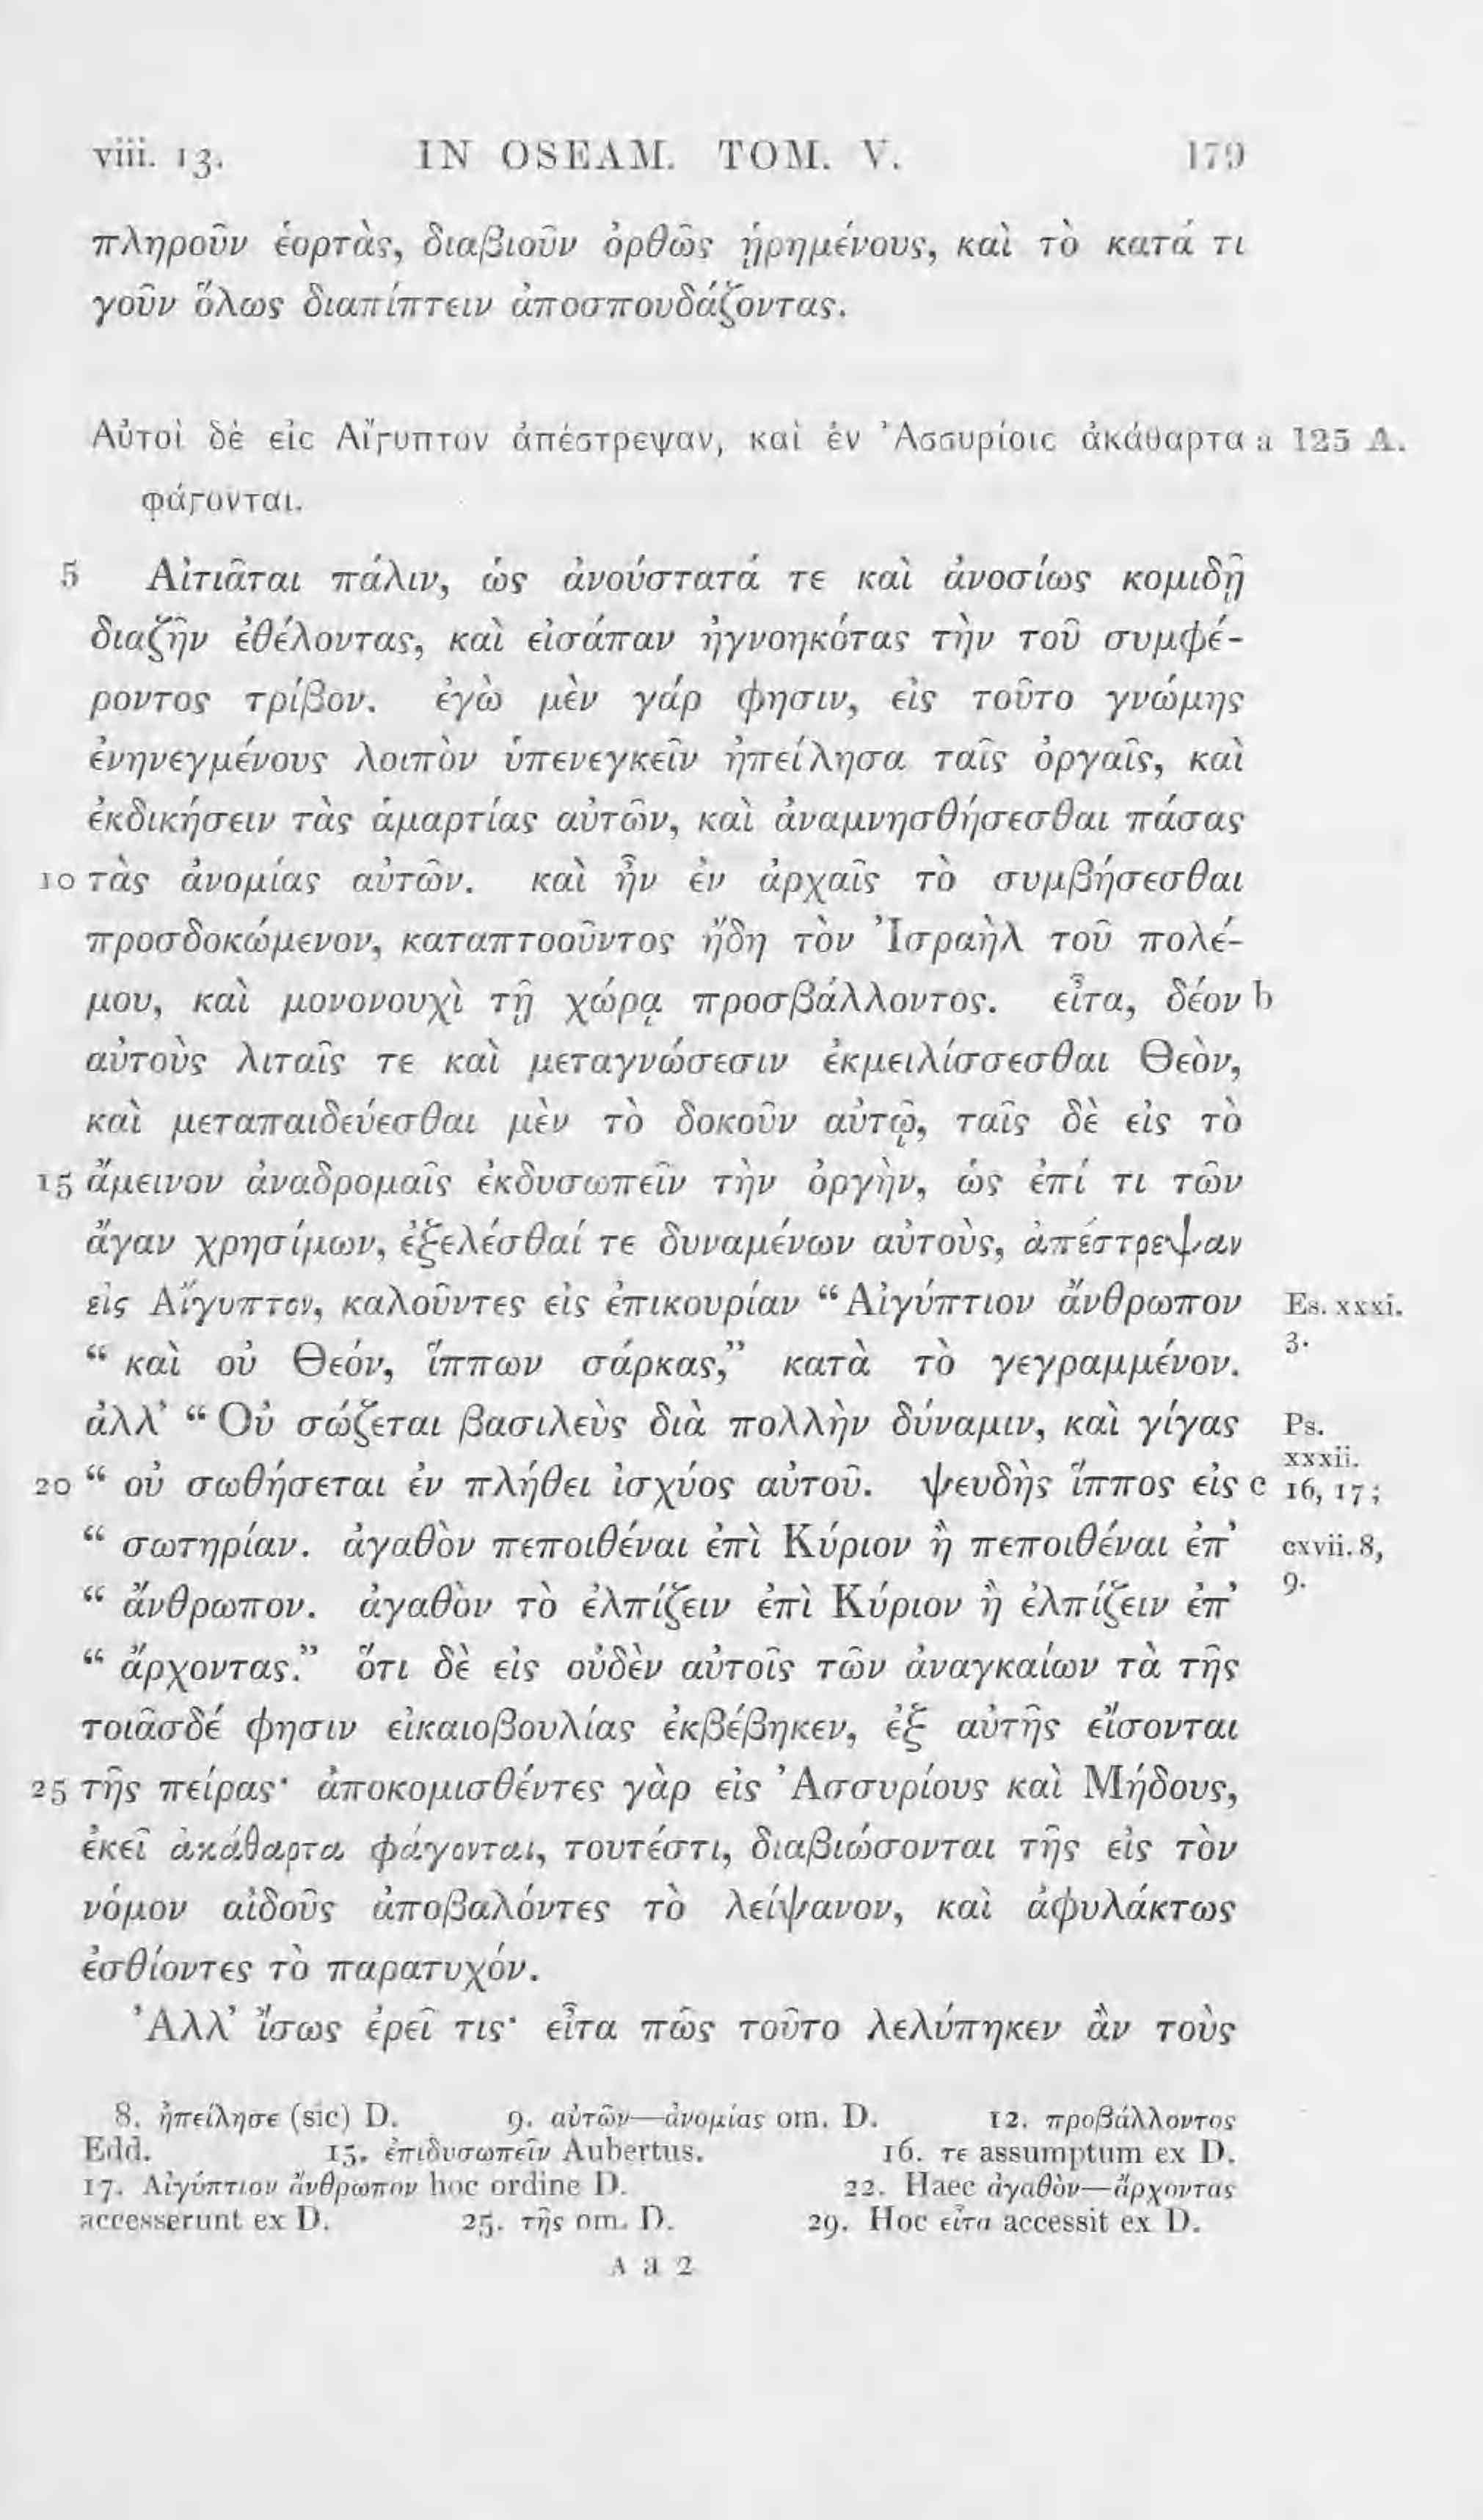 viii. 13. IN OSEAM. TOM. V. 179
πληροῦν ἑορτὰς, διαβιοῦν ὀρθῶς ᾑρημένους, καὶ τὸ κατά τι
γοῦν ὅλως διαπίπτειν ἀποσπουδάζοντας.
Αὐτοὶ δὲ εἰς Αἴγυπτον ἀπέστρεψαν, καὶ ἐν Ἀσσυρίοις ἀκάθαρτα a 125 A.
φάγονται.
5 Αἰτιᾶται πάλιν, ὡς ἀνούστατά τε καὶ ἀνοσίως κομιδῇ
διαζῆν ἐθέλοντας, καὶ εἰσάπαν ἠγνοηκότας τὴν τοῦ συμφέ-
ροντος τρίβον. ἐγὼ μὲν γάρ φησιν, εἰς τοῦτο γνώμης
ἐνηνεγμένους λοιπὸν ὑπενεγκεῖν ἠπείλησα ταῖς ὀργαῖς, καὶ
ἐκδικήσειν τὰς ἁμαρτίας αὐτῶν, καὶ ἀναμνησθήσεσθαι πάσας
10 τὰς ἀνομίας αὐτῶν. καὶ ἦν ἐν ἀρχαῖς τὸ συμβήσεσθαι
προσδοκώμενον, καταπτοοῦντος ἤδη τὸν Ἰσραὴλ τοῦ πολέ-
μου, καὶ μονονουχὶ τῇ χώρᾳ προσβάλλοντος. εἶτα, δέον b
αὐτοὺς λιταῖς τε καὶ μεταγνώσεσιν ἐκμειλίσσεσθαι Θεὸν,
καὶ μεταπαιδεύεσθαι μὲν τὸ δοκοῦν αὐτῷ, ταῖς δὲ εἰς τὸ
15 ἄμεινον ἀναδρομαῖς ἐκδυσωπεῖν τὴν ὀργὴν, ὡς ἐπί τι τῶν
ἄγαν χρησίμων, ἐξελέσθαί τε δυναμένων αὐτοὺς, ἀπέστρεψαν
εἰς Αἴγυπτον, καλοῦντες εἰς ἐπικουρίαν “Αἰγύπτιον ἄνθρωπον Es. xxxi.
“ καὶ οὐ Θεόν, ἵππων σάρκας,” κατὰ τὸ γεγραμμένον. 3.
ἀλλ’ “ Οὐ σώζεται βασιλεὺς διὰ πολλὴν δύναμιν, καὶ γίγας Ps.
xxxii.
20 “ οὐ σωθήσεται ἐν πλήθει ἰσχύος αὐτοῦ. ψευδὴς ἵππος εἰς c 16, 17;
“ σωτηρίαν. ἀγαθὸν πεποιθέναι ἐπὶ Κύριον ἢ πεποιθέναι ἐπ’ cxvii. 8,
“ ἄνθρωπον. ἀγαθὸν τὸ ἐλπίζειν ἐπὶ Κύριον ἢ ἐλπίζειν ἐπ’ 9.
“ ἄρχοντας.” ὅτι δὲ εἰς οὐδὲν αὐτοῖς τῶν ἀναγκαίων τὰ τῆς
τοιᾶσδέ φησιν εἰκαιοβουλίας ἐκβέβηκεν, ἐξ αὐτῆς εἴσονται
25 τῆς πείρας· ἀποκομισθέντες γὰρ εἰς Ἀσσυρίους καὶ Μήδους,
ἐκεῖ ἀκάθαρτα φάγονται, τουτέστι, διαβιώσονται τῆς εἰς τὸν
νόμον αἰδοῦς ἀποβαλόντες τὸ λείψανον, καὶ ἀφυλάκτως
ἐσθίοντες τὸ παρατυχόν.
Ἀλλ’ ἴσως ἐρεῖ τις· εἶτα πῶς τοῦτο λελύπηκεν ἂν τοὺς
8. ἠπείλησε (sic) D. 9. αὐτῶν—ἀνομίας om. D. 12. προβάλλοντος
Edd. 15. ἐπιδυσωπεῖν Aubertus. 16. τε assumptum ex D.
17. Αἰγύπτιον ἄνθρωπον hoc ordine D. 22. Haec ἀγαθὸν—ἄρχοντας
accesserunt ex D. 25. τῆς om. D. 29. Hoc εἶτα accessit ex D.
A a 2